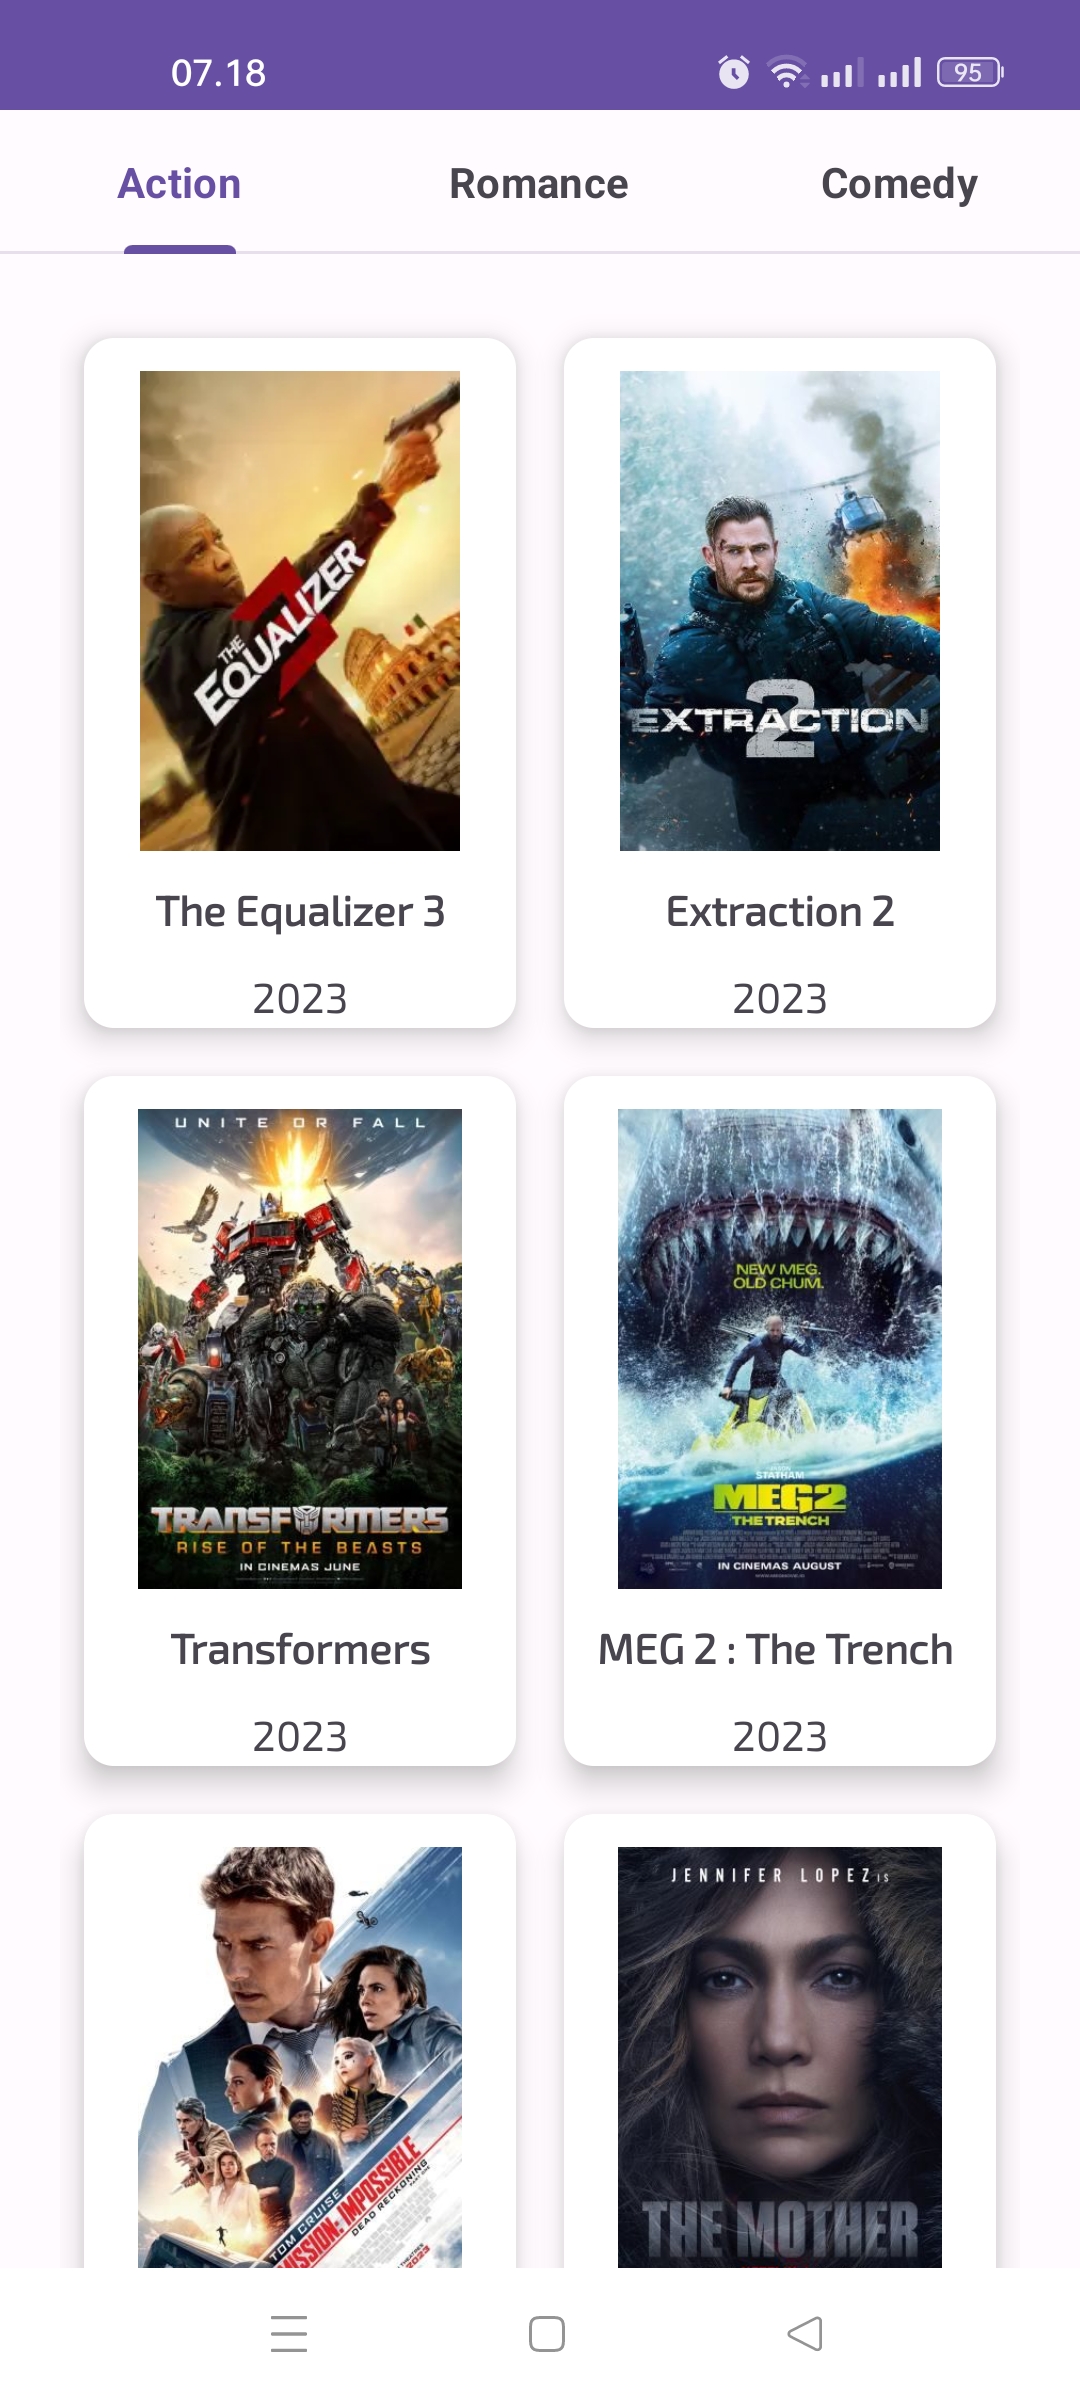 07.18
95
Action
Romance
Comedy
THE
EQUALIZER
3
EXTRACTION
2
The Equalizer 3
2023
Extraction 2
2023
UNITE OR FALL
TRANSFORMERS
RISE OF THE BEASTS
IN CINEMAS JUNE
NEW MEG.
OLD CHUM.
STATHAM
MEG2
THE TRENCH
IN CINEMAS AUGUST
Transformers
2023
MEG 2 : The Trench
2023
TOM CRUISE
MISSION: IMPOSSIBLE
DEAD RECKONING
JENNIFER LOPEZ IS
THE MOTHER